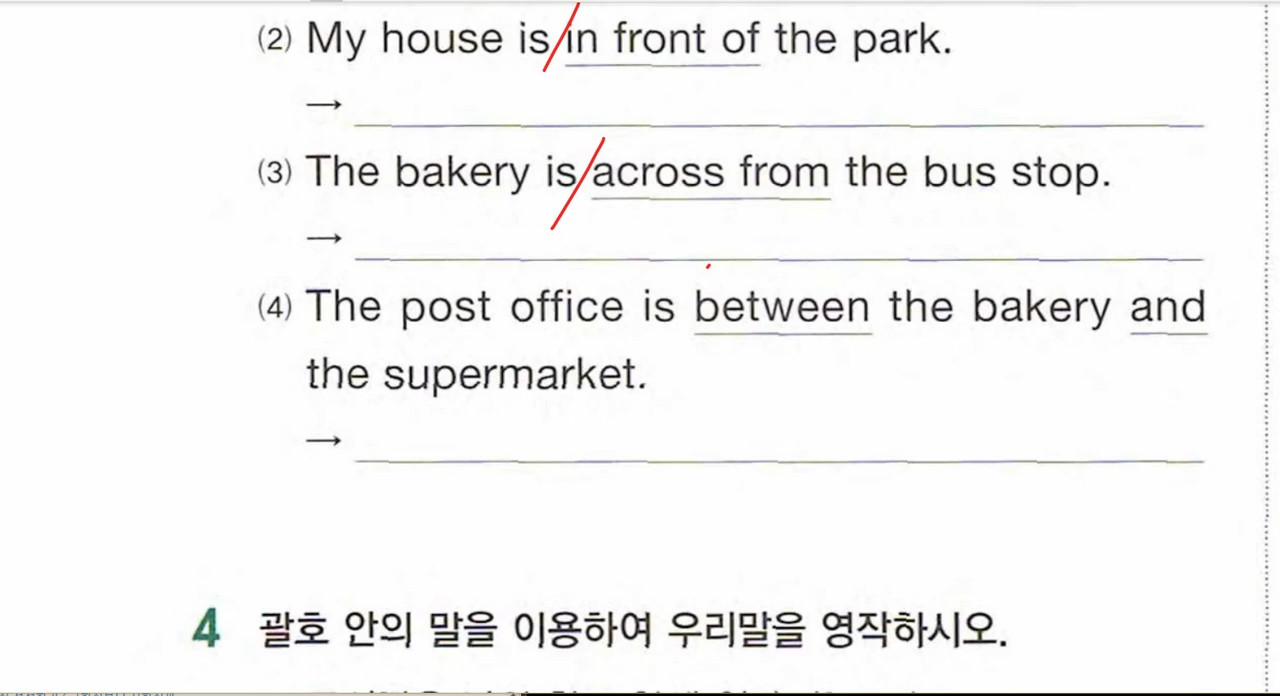 (2) My house is in front of the park.
→
(3) The bakery is across from the bus stop.
→
(4) The post office is between the bakery and
the supermarket.
→
4 괄호 안의 말을 이용하여 우리말을 영작하시오.